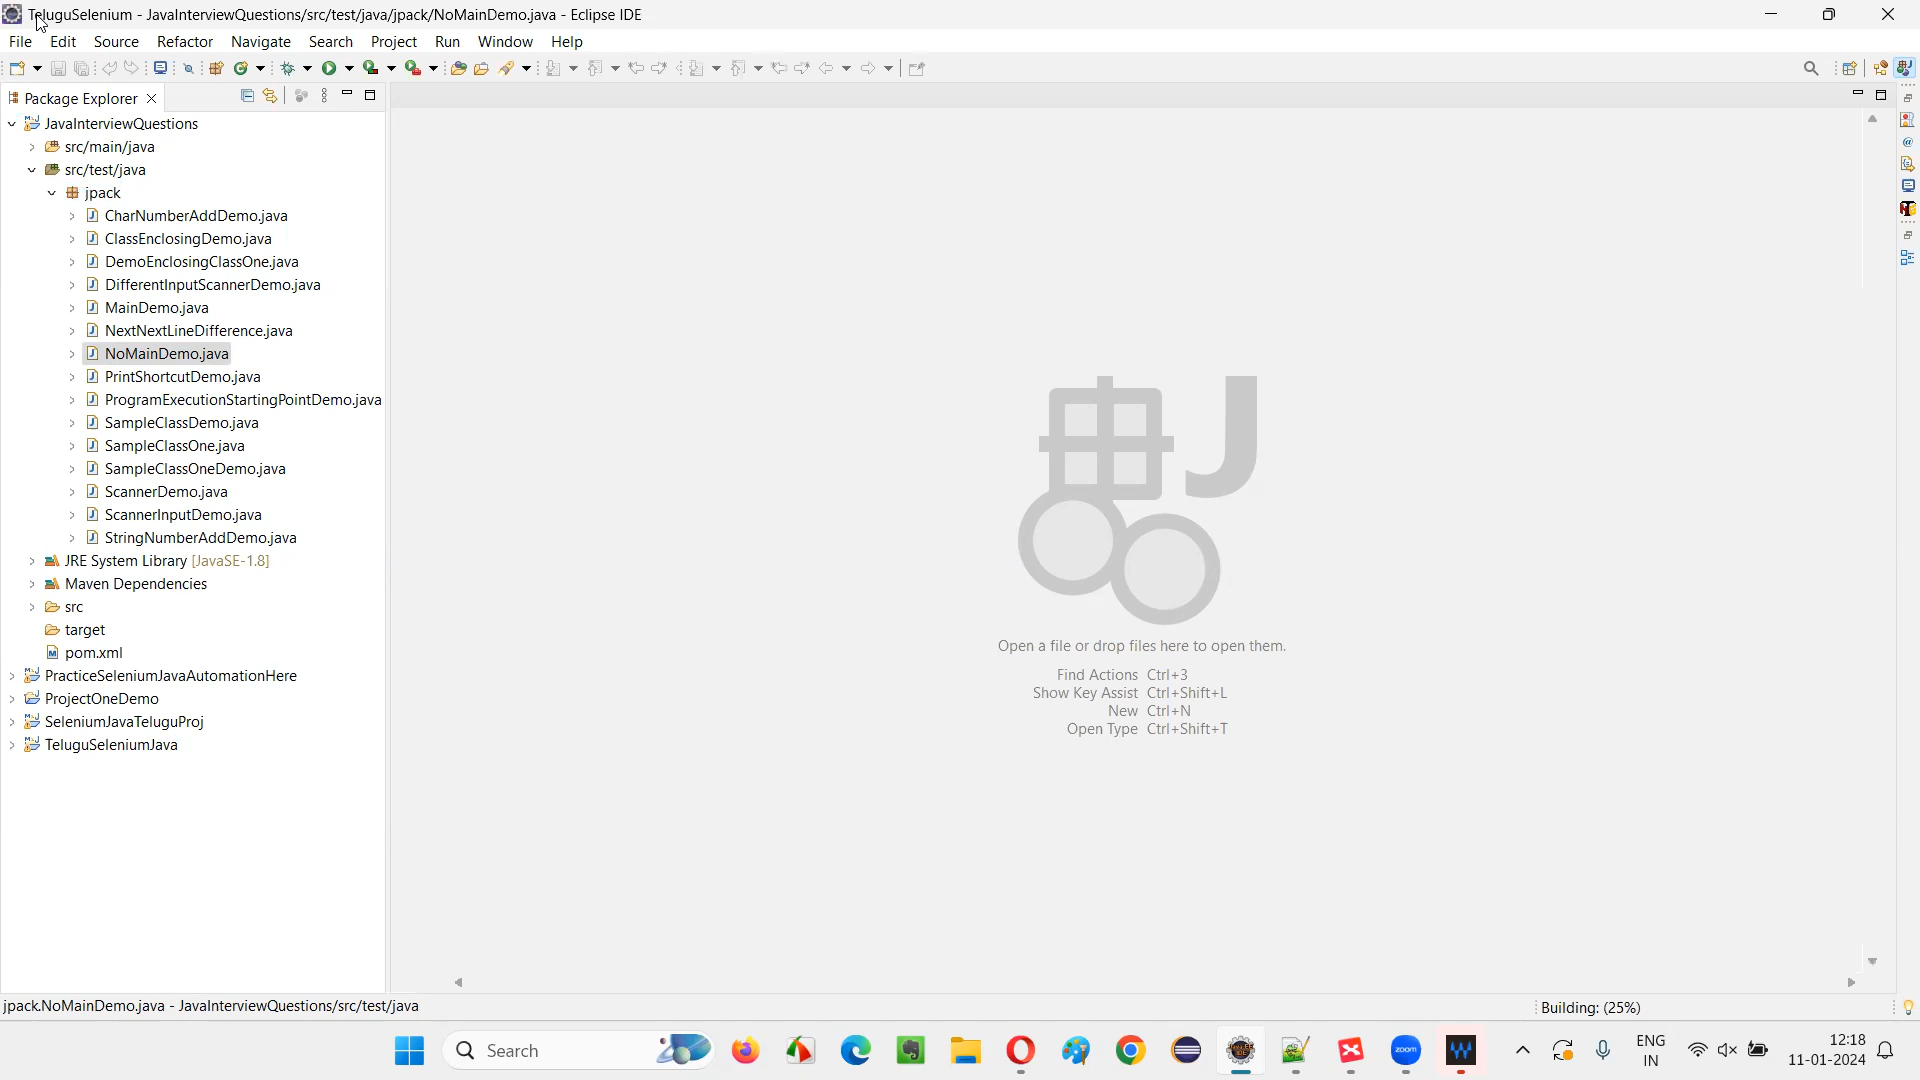 TeluguSelenium - JavaInterviewQuestions/src/test/java/jpack/NoMainDemo.java - Eclipse IDE
File Edit Source Refactor Navigate Search Project Run Window Help
Package Explorer
JavaInterviewQuestions
src/main/java
src/test/java
jpack
CharNumberAddDemo.java
ClassEnclosingDemo.java
DemoEnclosingClassOne.java
DifferentInputScannerDemo.java
MainDemo.java
NextNextLineDifference.java
NoMainDemo.java
PrintShortcutDemo.java
ProgramExecutionStartingPointDemo.java
SampleClassDemo.java
SampleClassOne.java
SampleClassOneDemo.java
ScannerDemo.java
ScannerInputDemo.java
StringNumberAddDemo.java
JRE System Library [JavaSE-1.8]
Maven Dependencies
src
target
pom.xml
PracticeSeleniumJavaAutomationHere
ProjectOneDemo
SeleniumJavaTeluguProj
TeluguSeleniumJava
Open a file or drop files here to open them.
Find Actions Ctrl+3
Show Key Assist Ctrl+Shift+L
New Ctrl+N
Open Type Ctrl+Shift+T
jpack.NoMainDemo.java - JavaInterviewQuestions/src/test/java
Building: (25%)
Search
zoom
ENG
IN
12:18
11-01-2024